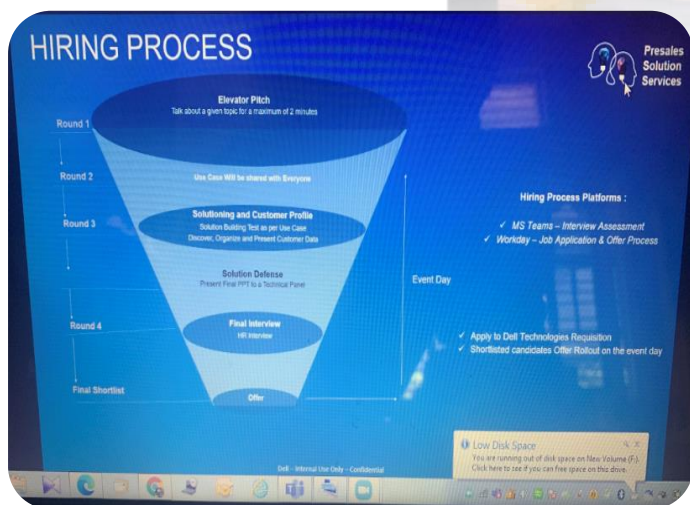 HIRING PROCESS
Presales
Solution
Services
Elevator Pitch
Talk about a given topic for a maximum of 2 minutes
Round 1
Round 2
Use Case Will be shared with Everyone
Round 3
Solutioning and Customer Profile
Solution Building Test as per Use Case
Discover, Organize and Present Customer Data
Solution Defense
Present Final PPT to a Technical Panel
Round 4
Final Interview
HR Interview
Final Shortlist
Offer
Event Day
Hiring Process Platforms :
✓ MS Teams – Interview Assessment
✓ Workday – Job Application & Offer Process
✓ Apply to Dell Technologies Requisition
✓ Shortlisted candidates Offer Rollout on the event day
Dell - Internal Use Only - Confidential
Low Disk Space
You are running out of disk space on New Volume (F:).
Click here to see if you can free space on this drive.